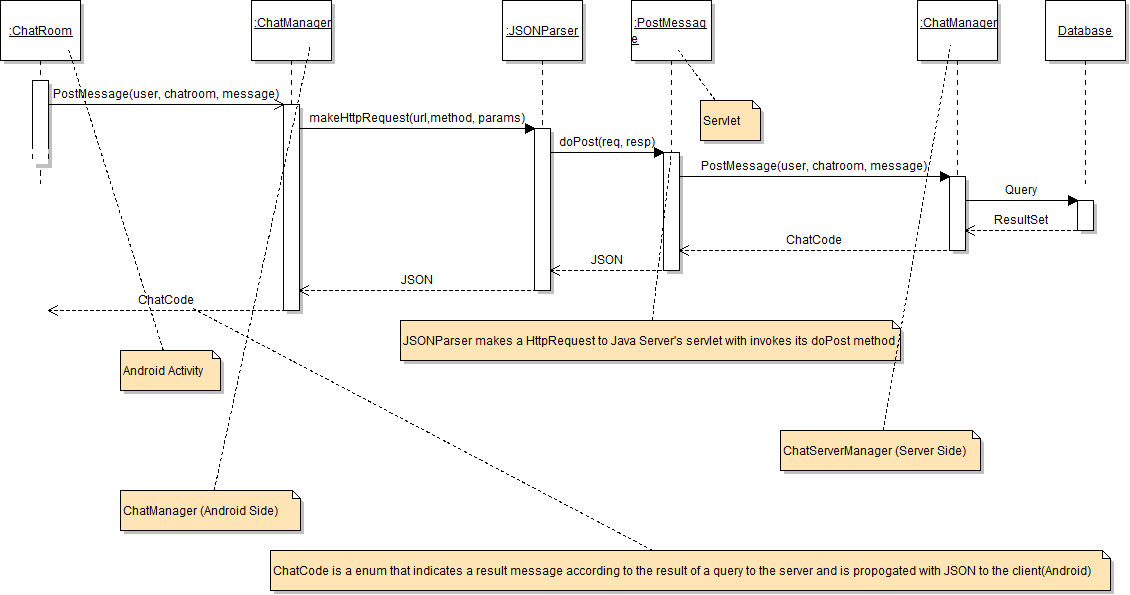 :ChatRoom
:ChatManager
:JSONParser
:PostMessag
e
:ChatManager
Database
PostMessage(user, chatroom, message)
makeHttpRequest(url,method, params)
Servlet
doPost(req, resp)
PostMessage(user, chatroom, message)
Query
ResultSet
ChatCode
JSON
JSON
ChatCode
JSONParser makes a HttpRequest to Java Server's servlet with invokes its doPost method
Android Activity
ChatServerManager (Server Side)
ChatManager (Android Side)
ChatCode is a enum that indicates a result message according to the result of a query to the server and is propogated with JSON to the client(Android)